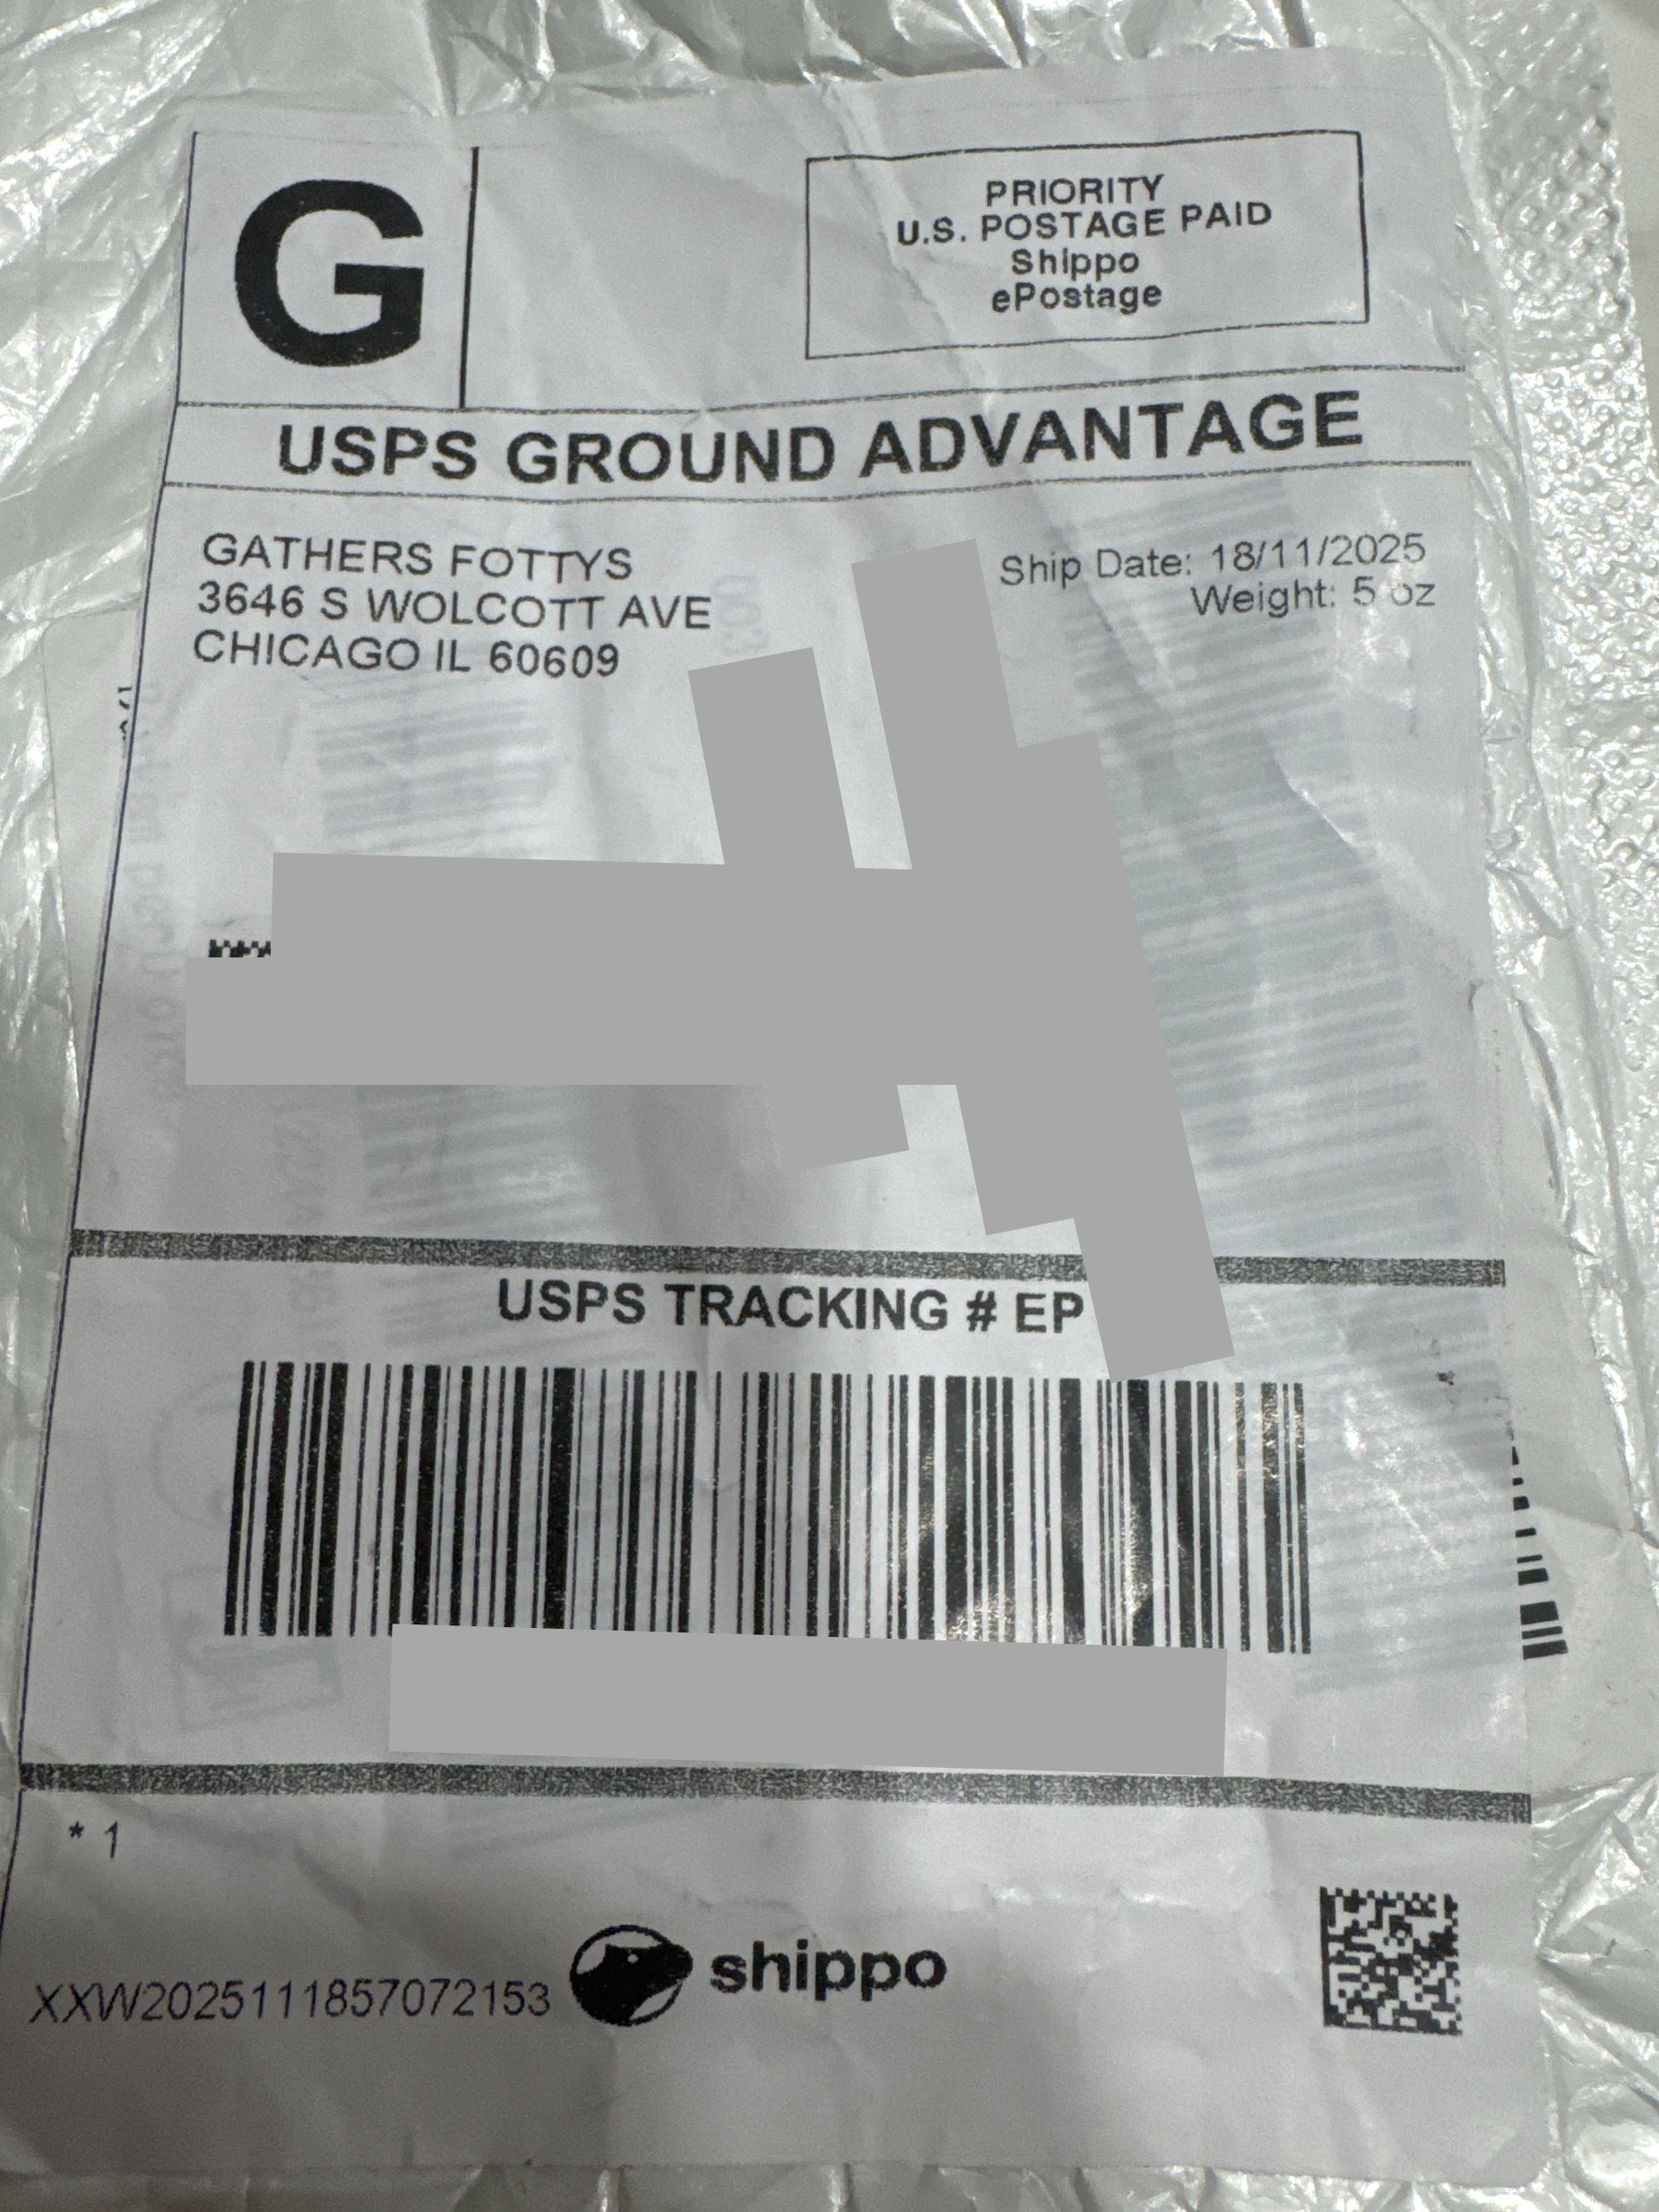 G
PRIORITY
U.S. POSTAGE PAID
Shippo
ePostage
USPS GROUND ADVANTAGE
GATHERS FOTTYS
3646 S WOLCOTT AVE
CHICAGO IL 60609
Ship Date: 18/11/2025
Weight: 5 oz
USPS TRACKING # EP
* 1
XXW2025111857072153
shippo